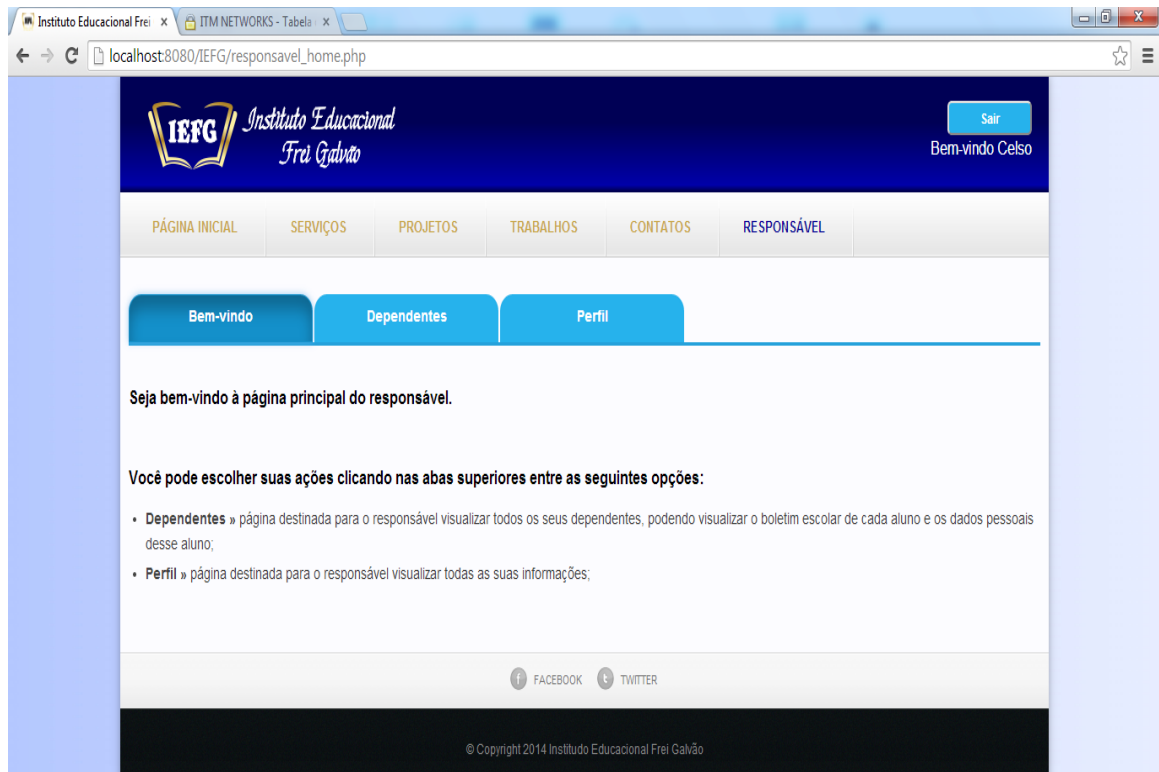 Instituto Educacional Frei
ITM NETWORKS - Tabela
localhost:8080/IEFG/responsavel_home.php
IEFG
Instituto Educacional
Frei Galvão
Sair
Bem-vindo Celso
PÁGINA INICIAL SERVIÇOS PROJETOS TRABALHOS CONTATOS RESPONSÁVEL
Bem-vindo Dependentes Perfil
Seja bem-vindo à página principal do responsável.
Você pode escolher suas ações clicando nas abas superiores entre as seguintes opções:
• Dependentes » página destinada para o responsável visualizar todos os seus dependentes, podendo visualizar o boletim escolar de cada aluno e os dados pessoais
desse aluno;
• Perfil » página destinada para o responsável visualizar todas as suas informações;
FACEBOOK TWITTER
© Copyright 2014 Institudo Educacional Frei Galvão